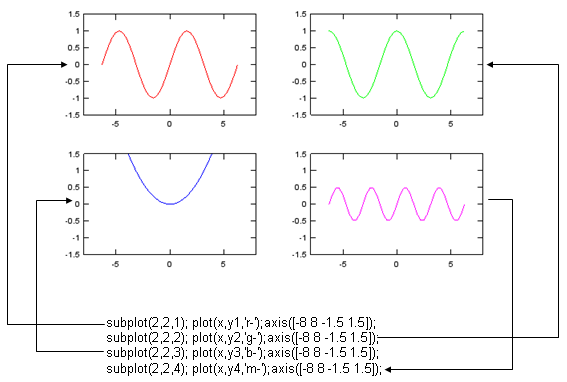 1.5 1.5
1 1
0.5 0.5
0 0
-0.5 -0.5
-1 -1
-1.5 -1.5
-5 0 5 -5 0 5
1.5 1.5
1 1
0.5 0.5
0 0
-0.5 -0.5
-1 -1
-1.5 -1.5
-5 0 5 -5 0 5
subplot(2,2,1); plot(x,y1,'r-');axis([-8 8 -1.5 1.5]);
subplot(2,2,2); plot(x,y2,'g-');axis([-8 8 -1.5 1.5]);
subplot(2,2,3); plot(x,y3,'b-');axis([-8 8 -1.5 1.5]);
subplot(2,2,4); plot(x,y4,'m-');axis([-8 8 -1.5 1.5]);